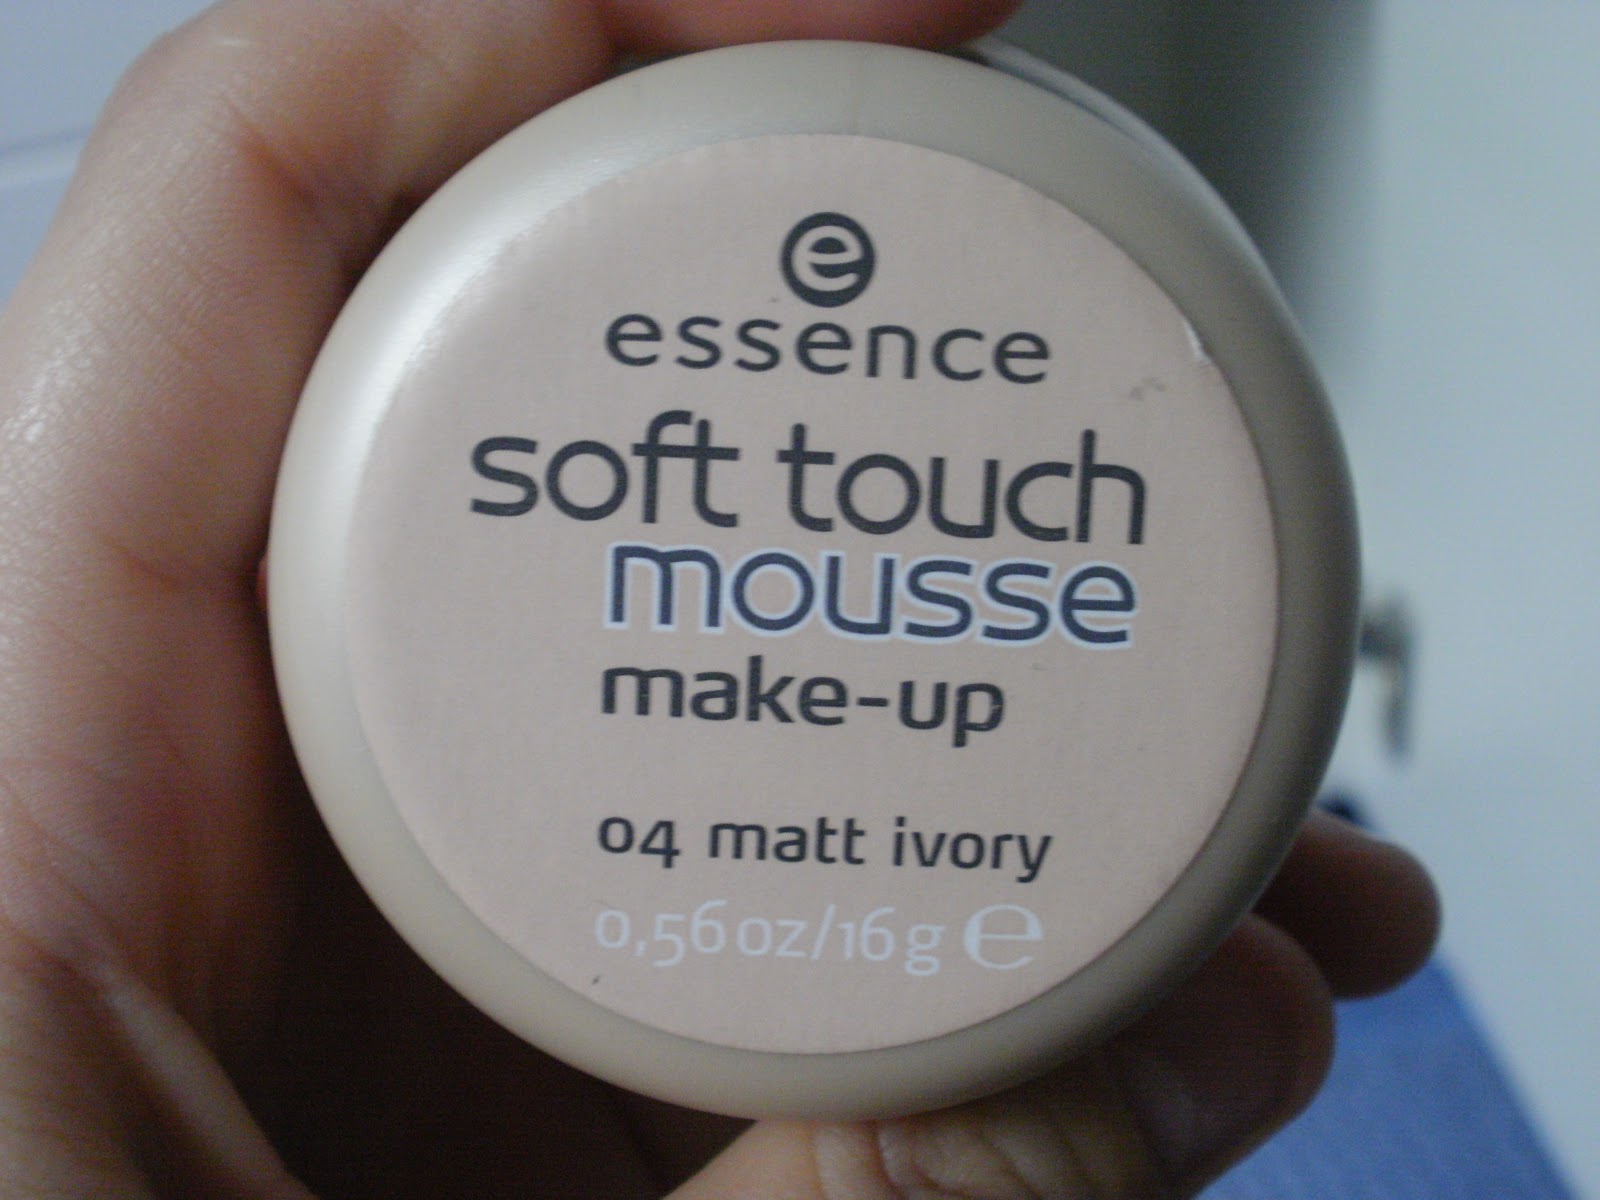 e
essence
soft touch
mousse
make-up
04 matt ivory
0,56 oz/16 g ℮